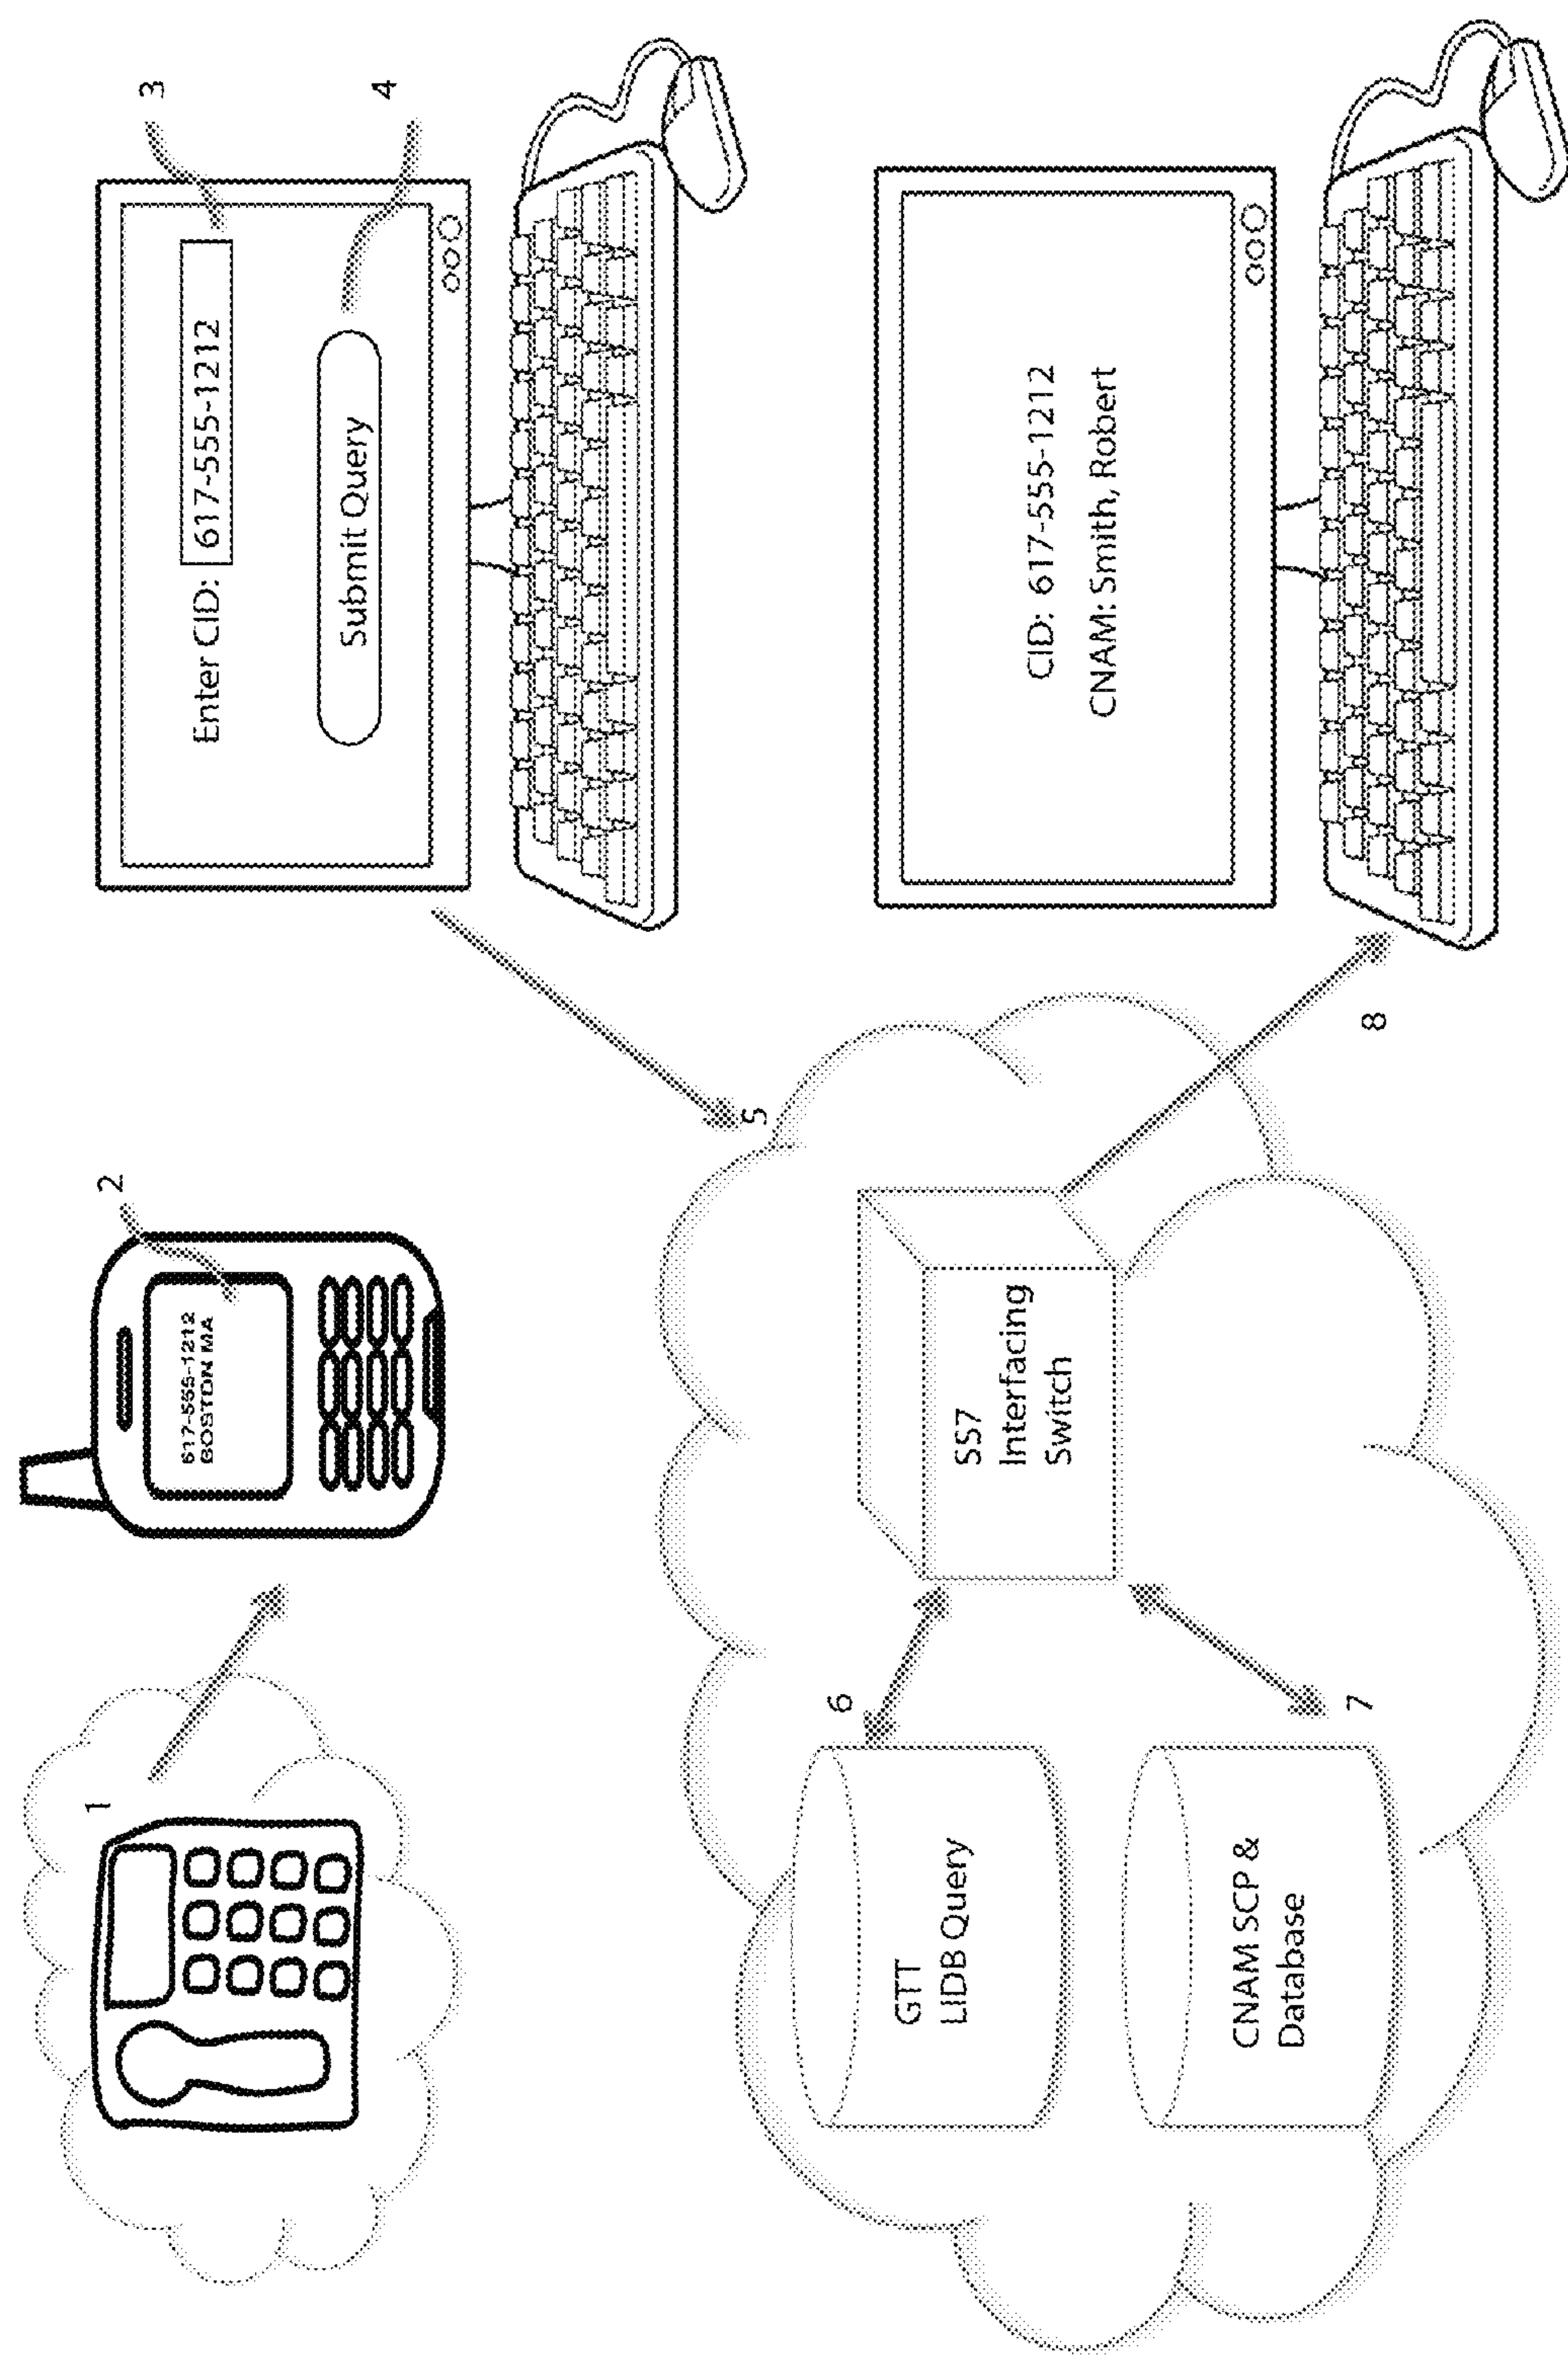 1
2
617-555-1212
BOSTON MA
3
Enter CID: 617-555-1212
4
Submit Query
5
SS7
Interfacing
Switch
6
GTT
LIDB Query
7
CNAM SCP &
Database
8
CID: 617-555-1212
CNAM: Smith, Robert